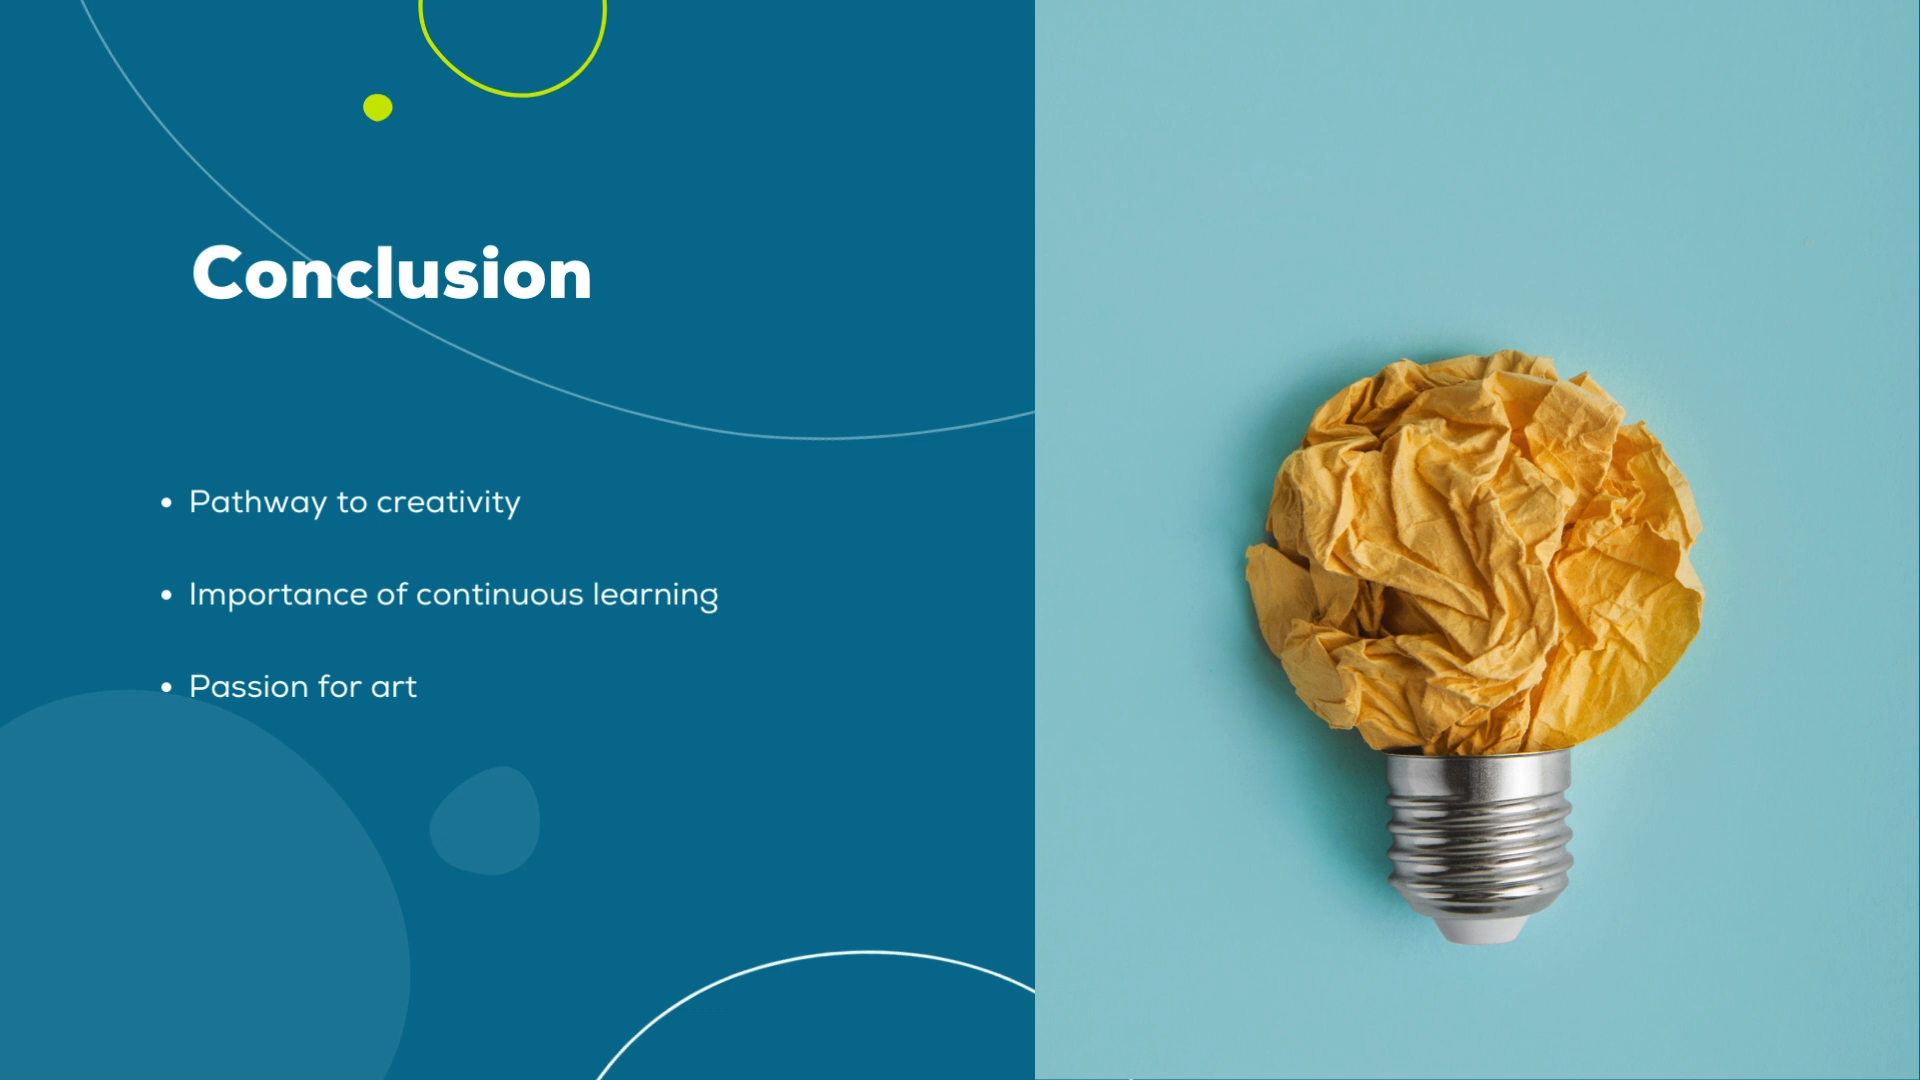 Conclusion
• Pathway to creativity
• Importance of continuous learning
• Passion for art